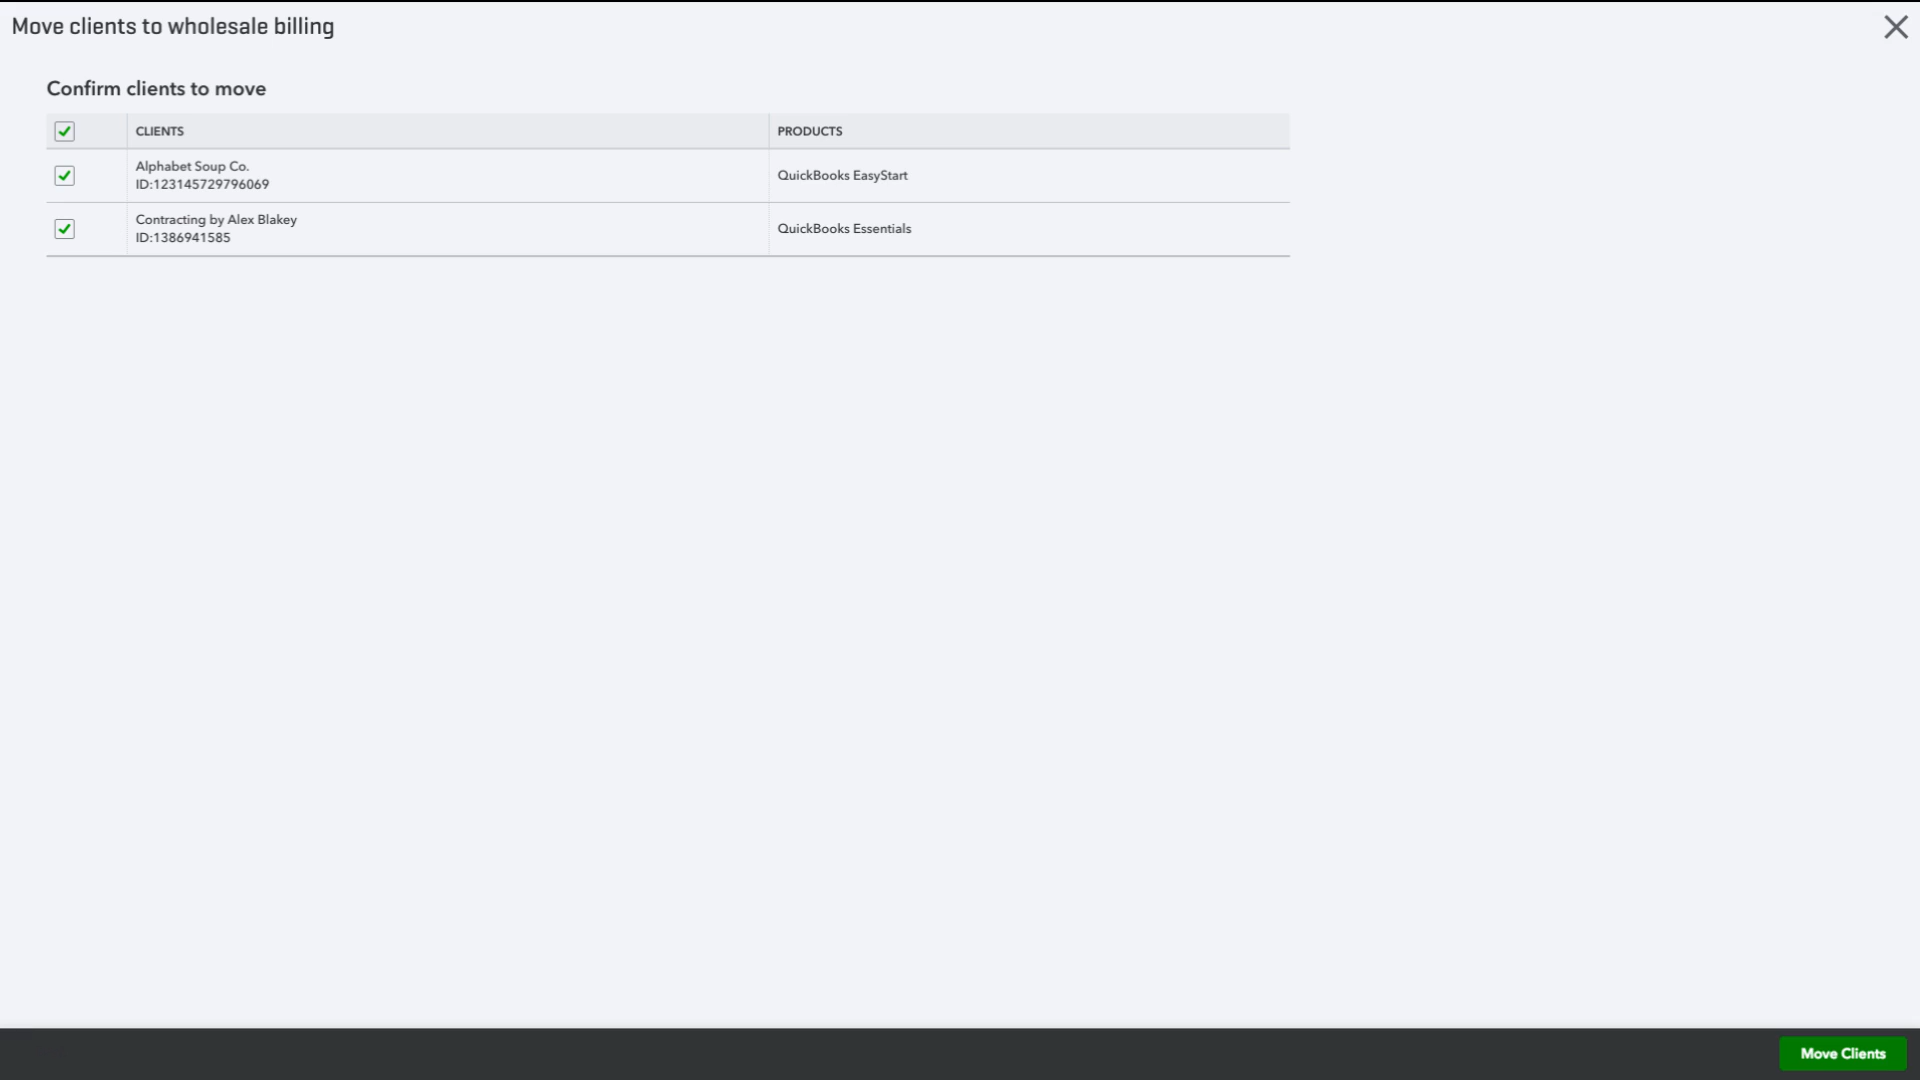 Move clients to wholesale billing
Confirm clients to move
CLIENTS
PRODUCTS
Alphabet Soup Co.
ID:123145729796069
QuickBooks EasyStart
Contracting by Alex Blakey
ID:1386941585
QuickBooks Essentials
Move Clients